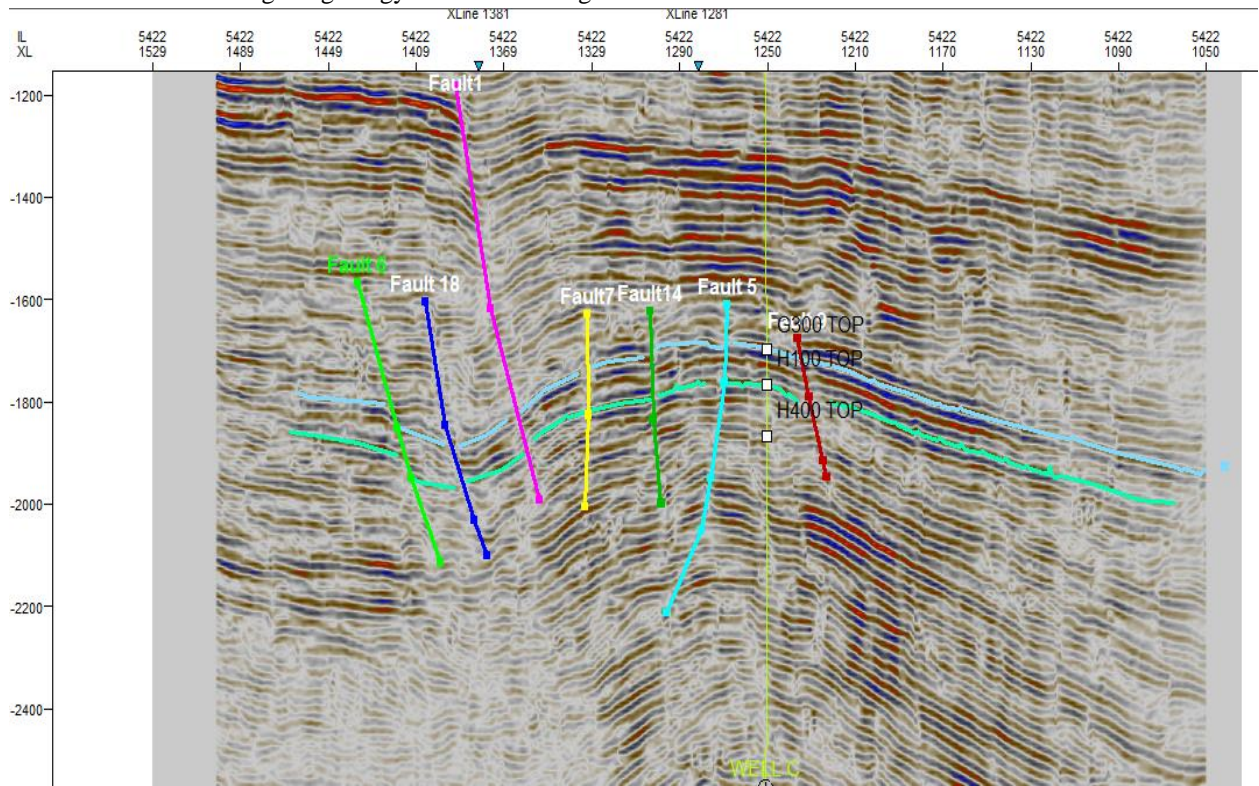 XLine 1381 XLine 1281
IL 5422 5422 5422 5422 5422 5422 5422 5422 5422 5422 5422 5422 5422
XL 1529 1489 1449 1409 1369 1329 1290 1250 1210 1170 1130 1090 1050
-1200
Fault1
-1400
Fault 6
Fault 18
-1600
Fault7 Fault14 Fault 5
G300 TOP
H100 TOP
-1800
H400 TOP
-2000
-2200
-2400
WELL C